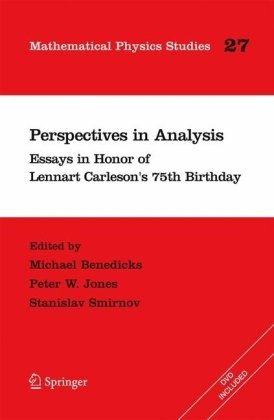 Mathematical Physics Studies 27
Perspectives in Analysis
Essays in Honor of
Lennart Carleson's 75th Birthday
Edited by
Michael Benedicks
Peter W. Jones
Stanislav Smirnov
Springer
DVD
INCLUDED